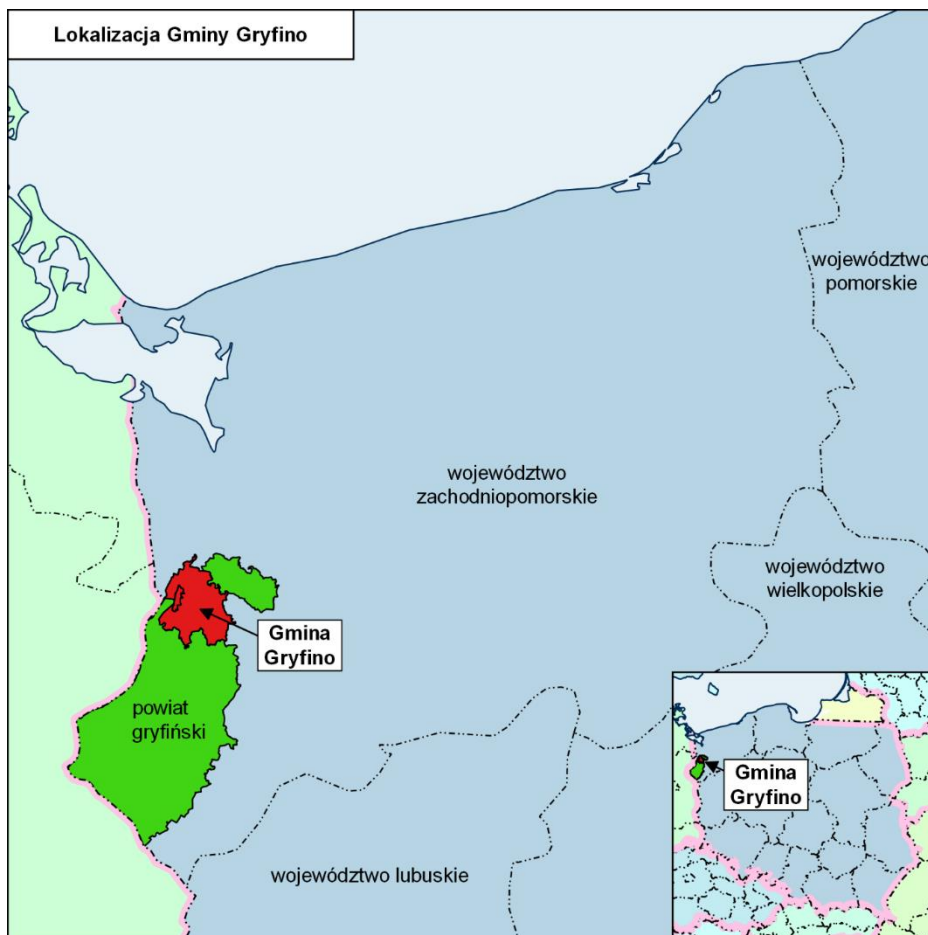 Lokalizacja Gminy Gryfino
województwo
pomorskie
województwo
zachodniopomorskie
województwo
wielkopolskie
Gmina
Gryfino
powiat
gryfiński
województwo lubuskie
Gmina
Gryfino